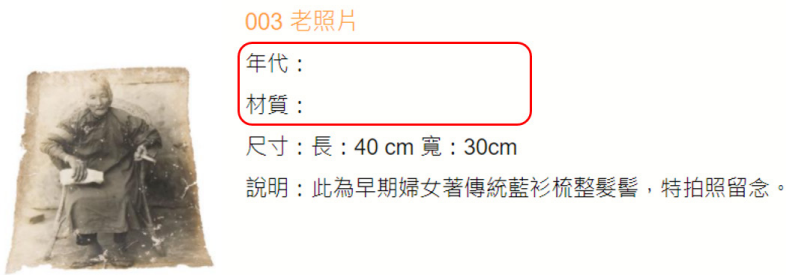 003 老照片
年代：
材質：
尺寸：長：40 cm 寬：30cm
說明：此為早期婦女著傳統藍衫梳整髮髻，特拍照留念。